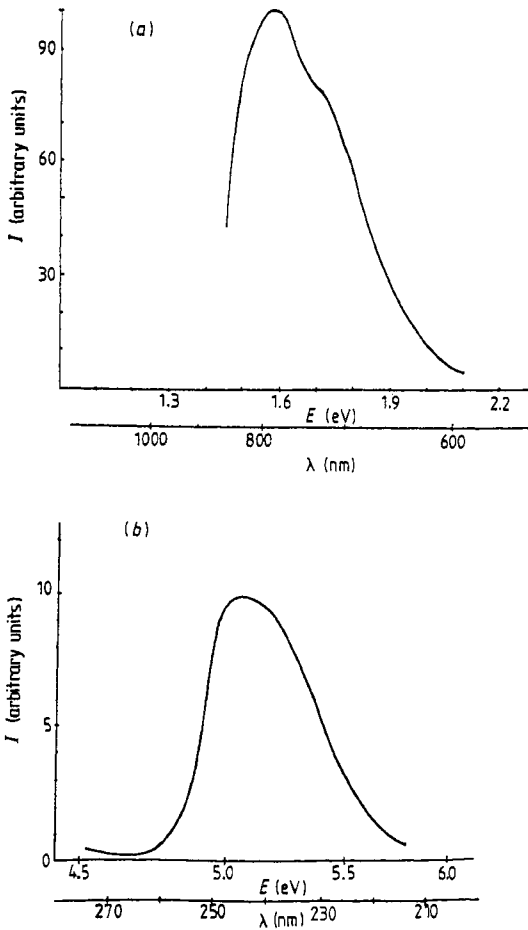 (a)
90
60
30
I (arbitrary units)
1.3 1.6 1.9 2.2
E (eV)
1000 800 600
λ (nm)
(b)
10
5
0
I (arbitrary units)
4.5 5.0 5.5 6.0
E (eV)
270 250 230 210
λ (nm)